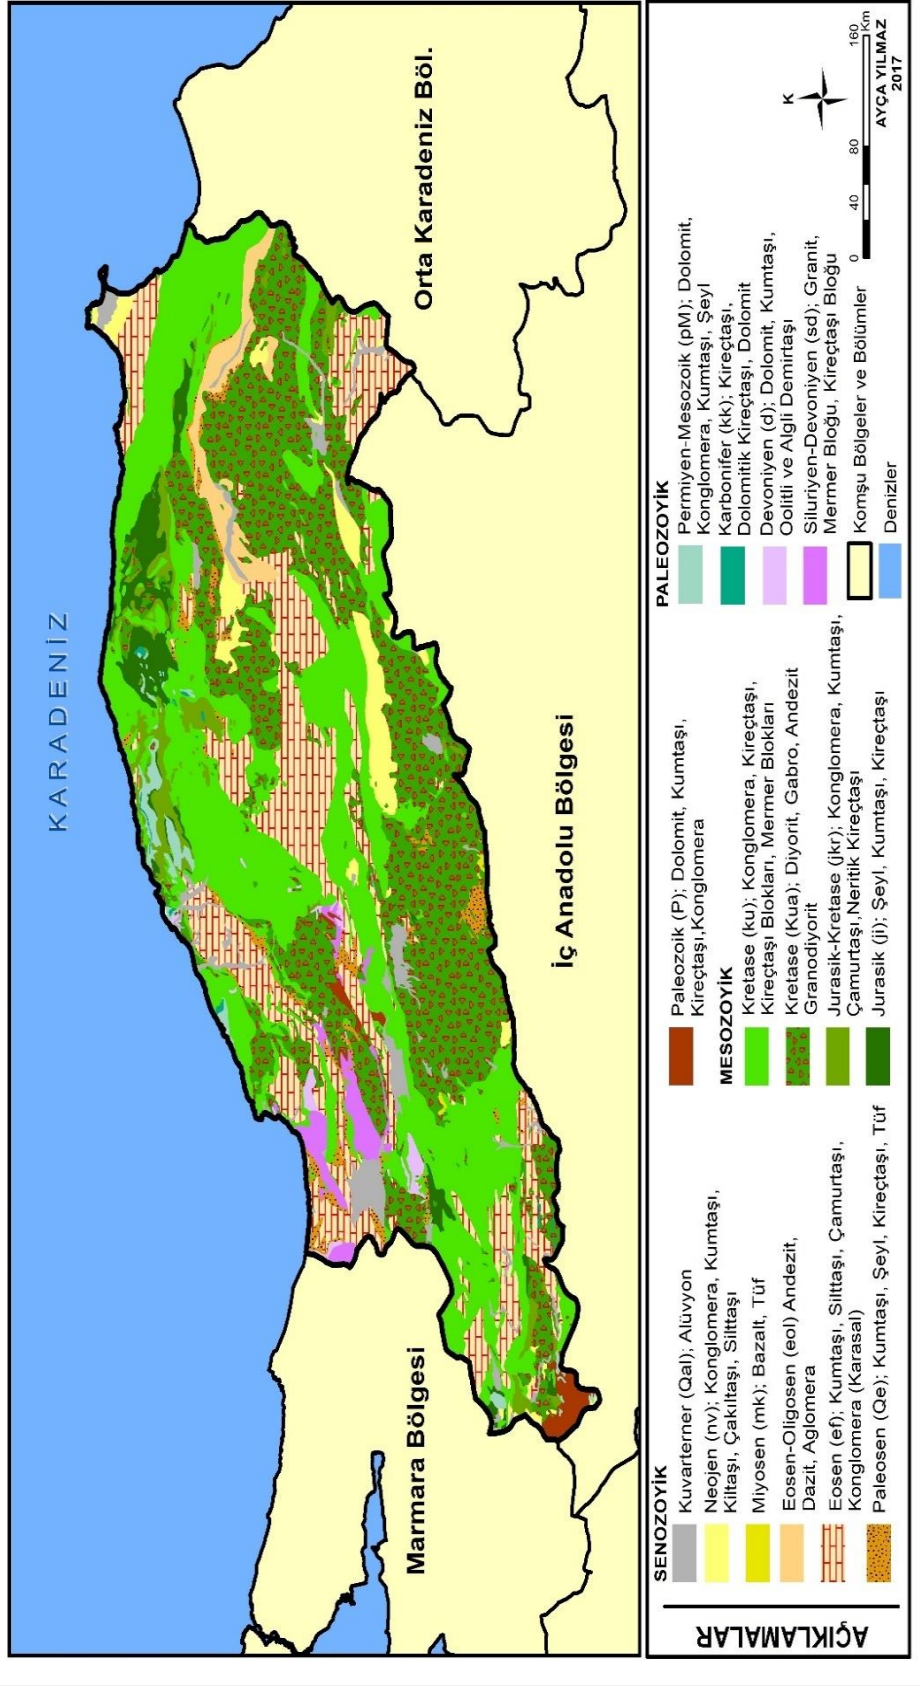 KARADENİZ
Marmara Bölgesi
İç Anadolu Bölgesi
Orta Karadeniz Böl.
AÇIKLAMALAR
SENOZOYİK
Kuvarterner (Qal); Alüvyon
Neojen (nv); Konglomera, Kumtaşı,
Kiltaşı, Çakıltaşı, Silttaşı
Miyosen (mk); Bazalt, Tüf
Eosen-Oligosen (eol) Andezit,
Dazit, Aglomera
Eosen (ef); Kumtaşı, Silttaşı, Çamurtaşı,
Konglomera (Karasal)
Paleosen (Qe); Kumtaşı, Şeyl, Kireçtaşı, Tüf
Paleozoik (P); Dolomit, Kumtaşı,
Kireçtaşı,Konglomera
MESOZOYİK
Kretase (ku); Konglomera, Kireçtaşı,
Kireçtaşı Blokları, Mermer Blokları
Kretase (Kua); Diyorit, Gabro, Andezit
Granodiyorit
Jurasik-Kretase (jkr); Konglomera, Kumtaşı,
Çamurtaşı,Neritik Kireçtaşı
Jurasik (ji); Şeyl, Kumtaşı, Kireçtaşı
PALEOZOYİK
Permiyen-Mesozoik (pM); Dolomit,
Konglomera, Kumtaşı, Şeyl
Karbonifer (kk); Kireçtaşı,
Dolomitik Kireçtaşı, Dolomit
Devoniyen (d); Dolomit, Kumtaşı,
Oolitli ve Algli Demirtaşı
Siluriyen-Devoniyen (sd); Granit,
Mermer Bloğu, Kireçtaşı Bloğu
Komşu Bölgeler ve Bölümler
Denizler
K
0 40 80 160
Km
AYÇA YILMAZ
2017